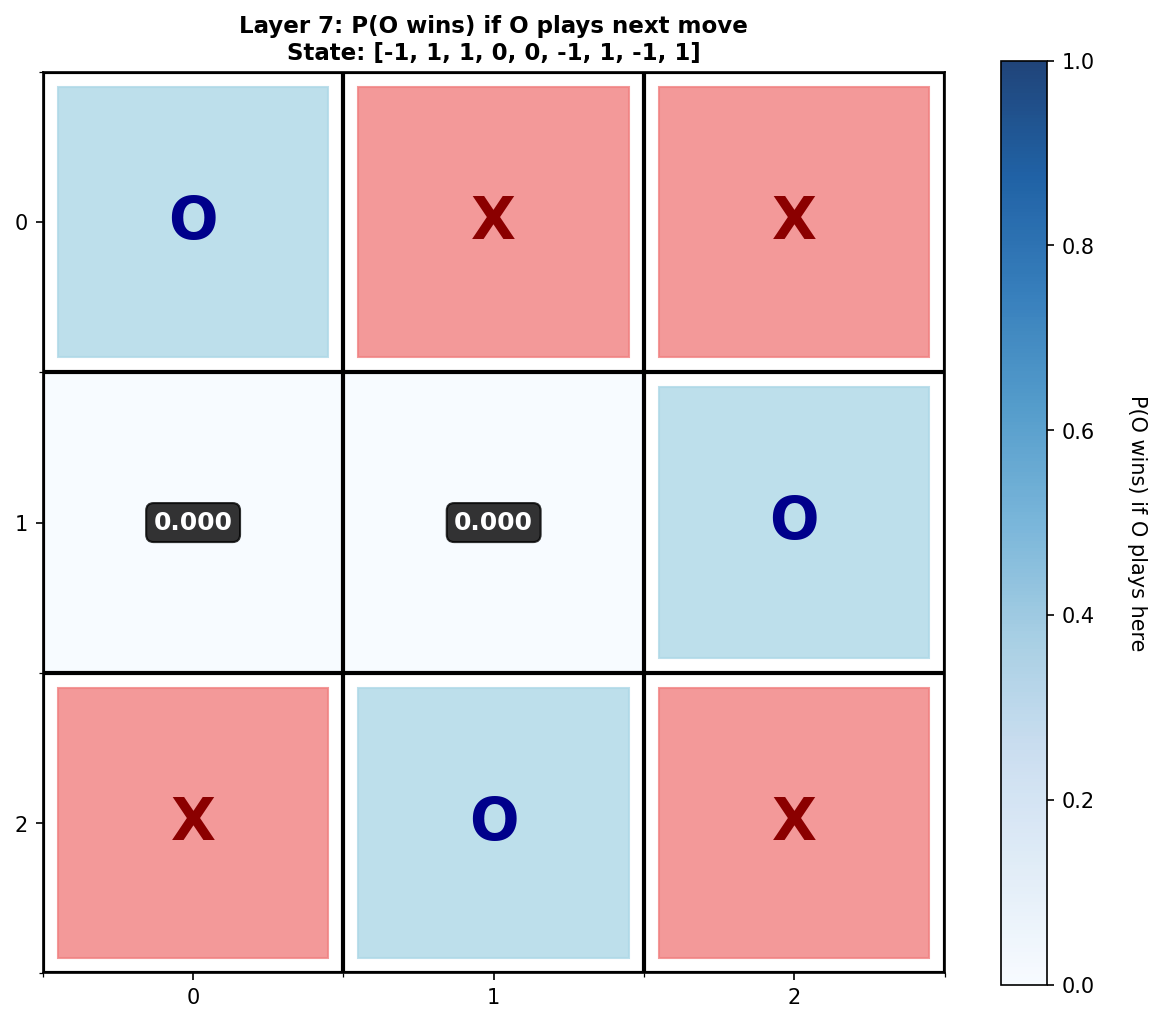 Layer 7: P(O wins) if O plays next move
State: [-1, 1, 1, 0, 0, -1, 1, -1, 1]
0
O
X
X
1
0.000
0.000
O
2
X
O
X
0
1
2
1.0
0.8
0.6
0.4
0.2
0.0
P(O wins) if O plays here